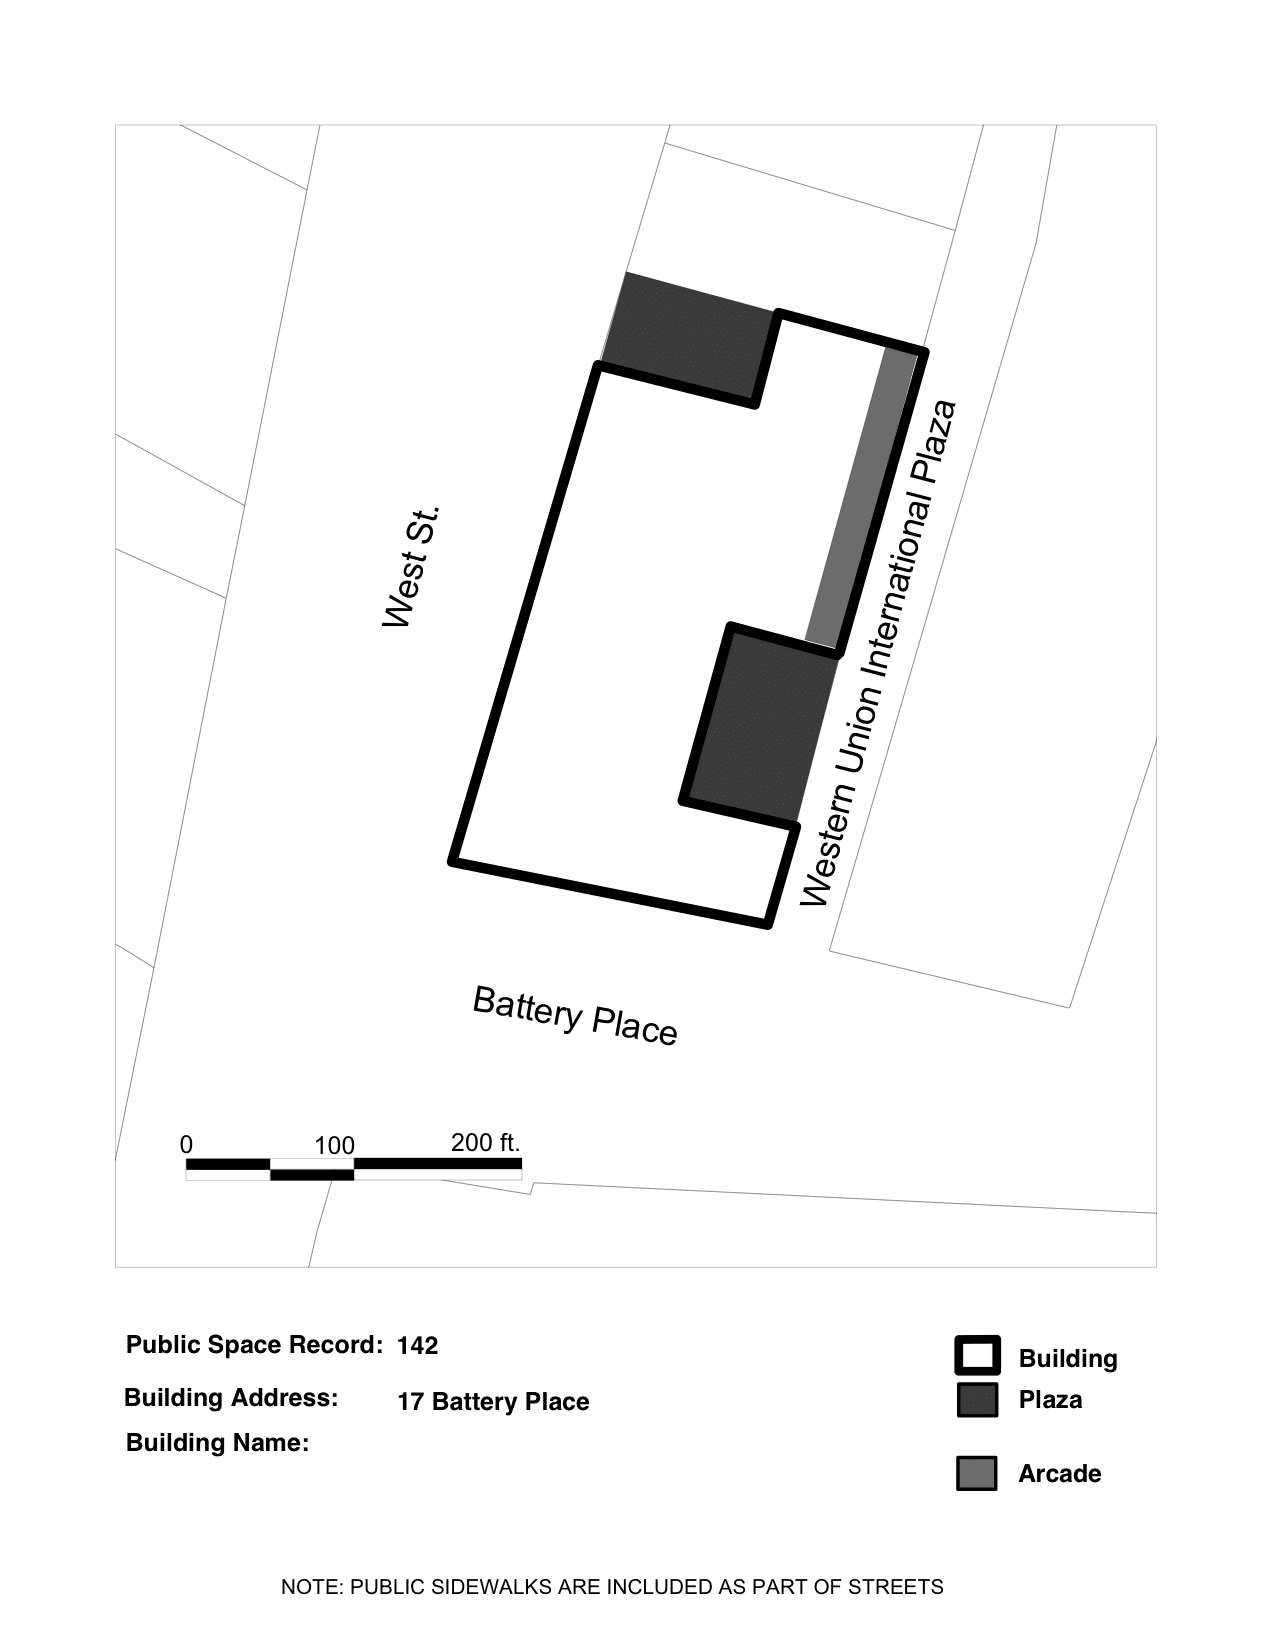 West St.
Western Union International Plaza
Battery Place
0 100 200 ft.
Public Space Record: 142
Building Address: 17 Battery Place
Building Name:
Building
Plaza
Arcade
NOTE: PUBLIC SIDEWALKS ARE INCLUDED AS PART OF STREETS